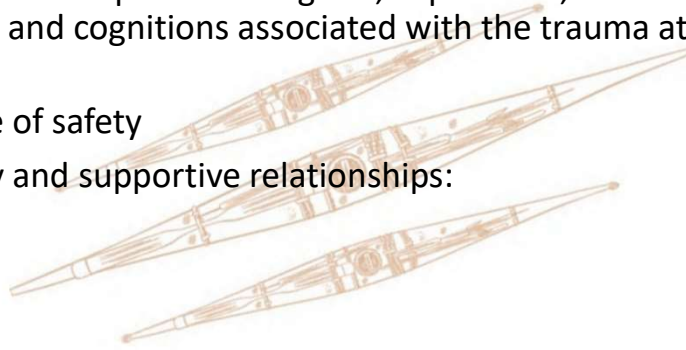 and cognitions associated with the trauma at
of safety
and supportive relationships: